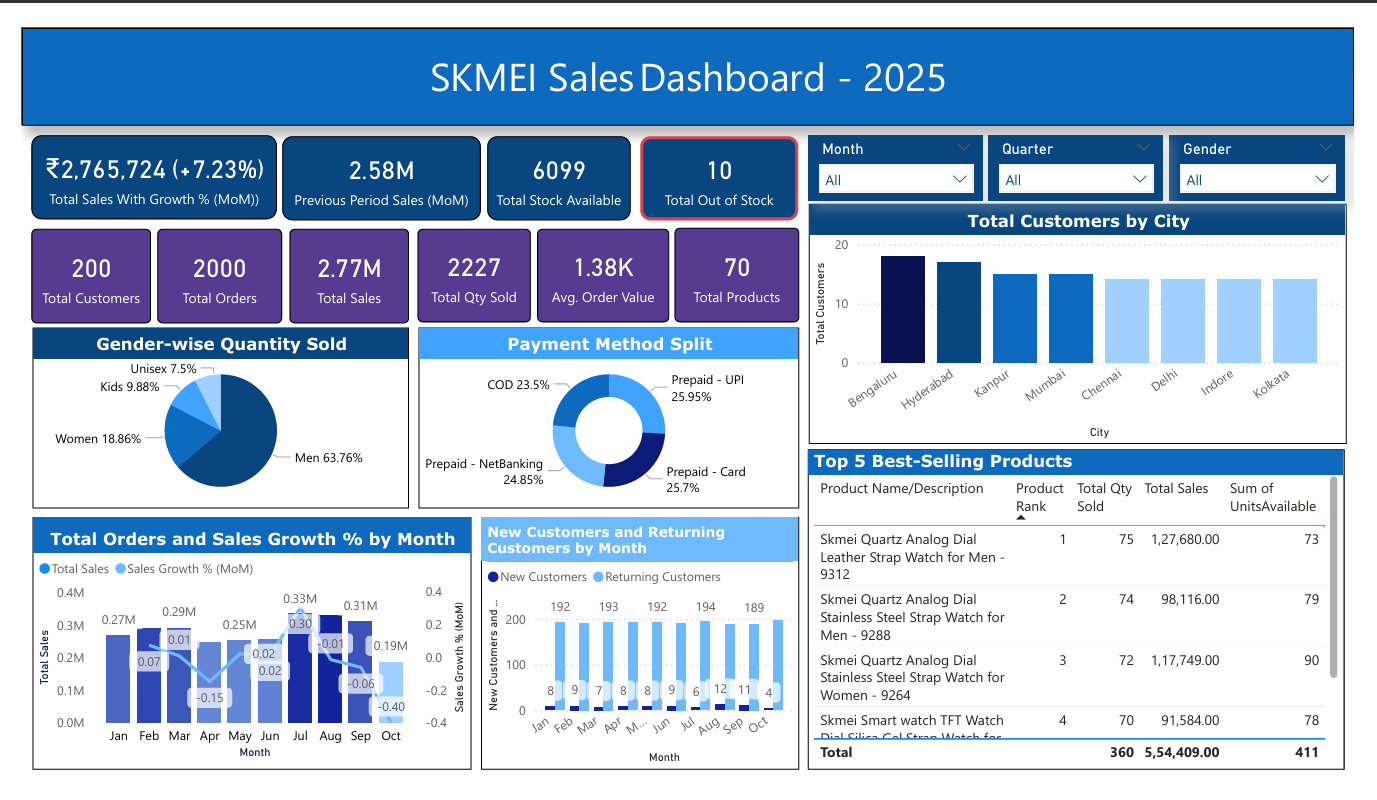 SKMEI Sales Dashboard - 2025
₹2,765,724 (+7.23%)
Total Sales With Growth % (MoM))
2.58M
Previous Period Sales (MoM)
6099
Total Stock Available
10
Total Out of Stock
Month
All
Quarter
All
Gender
All
200
Total Customers
2000
Total Orders
2.77M
Total Sales
2227
Total Qty Sold
1.38K
Avg. Order Value
70
Total Products
Total Customers by City
Total Customers
20
10
0
Bengaluru
Hyderabad
Kanpur
Mumbai
Chennai
Delhi
Indore
Kolkata
City
Gender-wise Quantity Sold
Unisex 7.5%
Kids 9.88%
Women 18.86%
Men 63.76%
Payment Method Split
COD 23.5%
Prepaid - UPI
25.95%
Prepaid - NetBanking
24.85%
Prepaid - Card
25.7%
Top 5 Best-Selling Products
Product Name/Description Product Rank Total Qty Sold Total Sales Sum of UnitsAvailable
Skmei Quartz Analog Dial 1 75 1,27,680.00 73
Leather Strap Watch for Men -
9312
Skmei Quartz Analog Dial 2 74 98,116.00 79
Stainless Steel Strap Watch for
Men - 9288
Skmei Quartz Analog Dial 3 72 1,17,749.00 90
Stainless Steel Strap Watch for
Women - 9264
Skmei Smart watch TFT Watch 4 70 91,584.00 78
Dial Silica Gel Strap Watch for
Total 360 5,54,409.00 411
Total Orders and Sales Growth % by Month
Total Sales Sales Growth % (MoM)
Total Sales
0.4M
0.3M
0.2M
0.1M
0.0M
0.27M
0.29M
0.25M
0.33M
0.31M
0.19M
0.07
0.01
-0.15
0.02
0.02
0.30
-0.01
-0.06
-0.40
0.4
0.2
0.0
-0.2
-0.4
Sales Growth % (MoM)
Jan Feb Mar Apr May Jun Jul Aug Sep Oct
Month
New Customers and Returning
Customers by Month
New Customers Returning Customers
New Customers and ...
200
100
0
192 193 192 194 189
8 9 7 8 8 9 6 12 11 4
Jan Feb Mar Apr M... Jun Jul Aug Sep Oct
Month